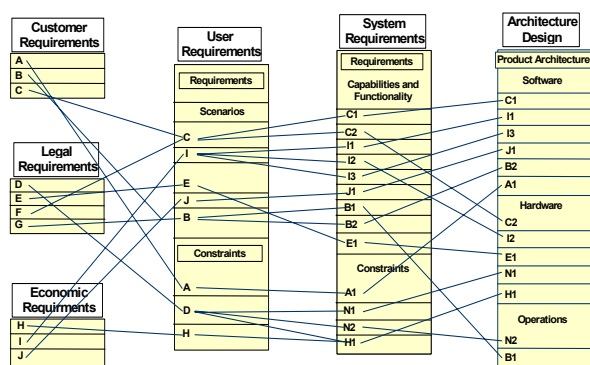 Customer
Requirements
A
B
C
Legal
Requirements
D
E
F
G
Economic
Requirments
H
I
J
User
Requirements
Requirements
Scenarios
C
I
E
J
B
Constraints
A
D
H
System
Requirements
Requirements
Capabilities and
Functionality
C1
C2
I1
I2
I3
J1
B1
B2
E1
Constraints
A1
N1
N2
H1
Architecture
Design
Product Architecture
Software
C1
I1
I3
J1
B2
A1
Hardware
C2
I2
E1
N1
H1
Operations
N2
B1